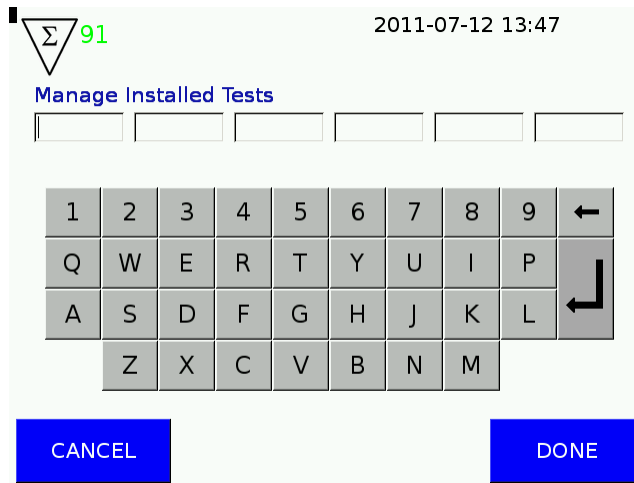 Σ 91 2011-07-12 13:47
Manage Installed Tests
1 2 3 4 5 6 7 8 9 ←
Q W E R T Y U I P
A S D F G H J K L
Z X C V B N M
CANCEL DONE